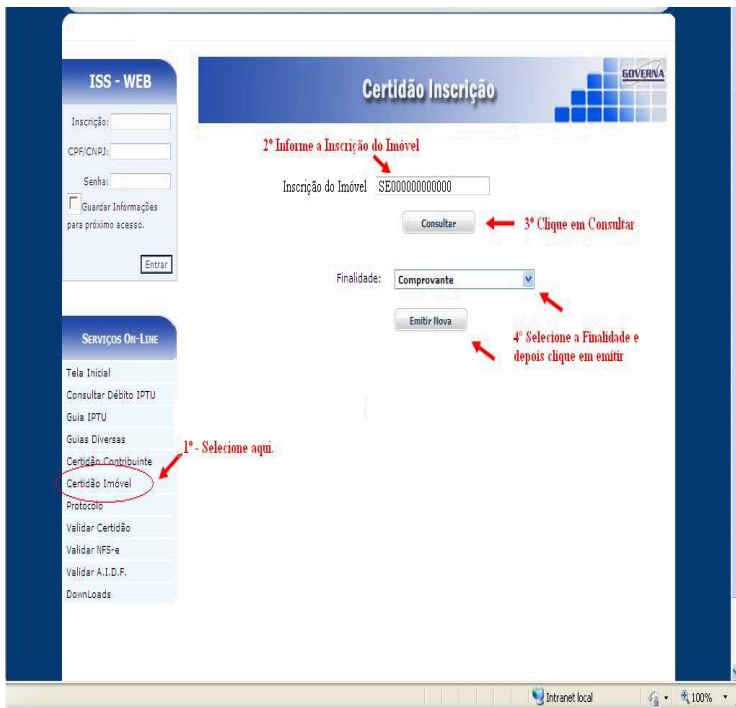 ISS - WEB
Inscrição:
CPF/CNPJ:
Senha:
Guardar Informações
para próximo acesso.
Entrar
SERVIÇOS ON-LINE
Tela Inicial
Consultar Débito IPTU
Guia IPTU
Guias Diversas
Certidão Contribuinte
Certidão Imóvel
Protocolo
Validar Certidão
Validar NFS-e
Validar A.I.D.F.
DownLoads
1º - Selecione aqui.
Certidão Inscrição
GOVERNA
2º Informe a Inscrição do Imóvel
Inscrição do Imóvel SE000000000000
Consultar
3º Clique em Consultar
Finalidade: Comprovante
Emitir Nova
4º Selecione a Finalidade e
depois clique em emitir
Intranet local
100%